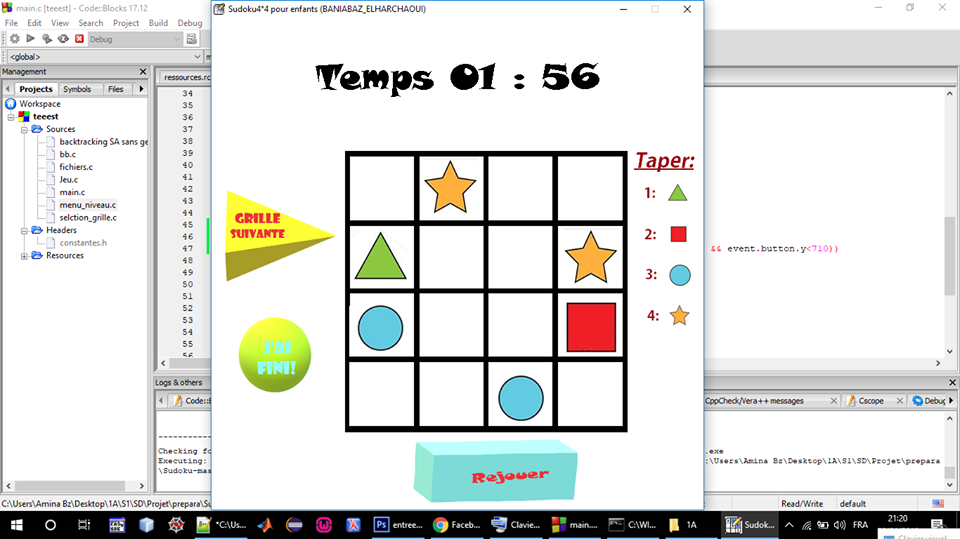 main.c [teeest] - Code::Blocks 17.12
File Edit View Search Project Build Debug
Debug
<global>
Management
Projects Symbols Files
Workspace
teeest
Sources
backtracking SA sans ge
bb.c
fichiers.c
Jeu.c
main.c
menu_niveau.c
selction_grille.c
Headers
constantes.h
Resources
ressources.rc
34
35
36
37
38
39
40
41
42
43
44
45
46
47
48
49
50
51
52
53
54
55
56
&& event.button.y<710))
Sudoku4*4 pour enfants (BANIABAZ_ELHARCHAOUI)
Temps 01 : 56
GRILLE
SUIVANTE
J'AI
FINI!
Taper:
1:
2:
3:
4:
Rejouer
Logs & others
Code::B
CppCheck/Vera++ messages
Cscope
Debug
Checking fo
.exe
Executing:
:\Users\Amina Bz\Desktop\1A\S1\SD\Projet\prepara
\Sudoku-mas
C:\Users\Amina Bz\Desktop\1A\S1\SD\Projet\prepara\Su
Read/Write
default
*C:\Us...
entree...
Faceb...
Clavie...
main....
C:\WI...
1A
Sudok...
FRA
21:20
Clavier visuel